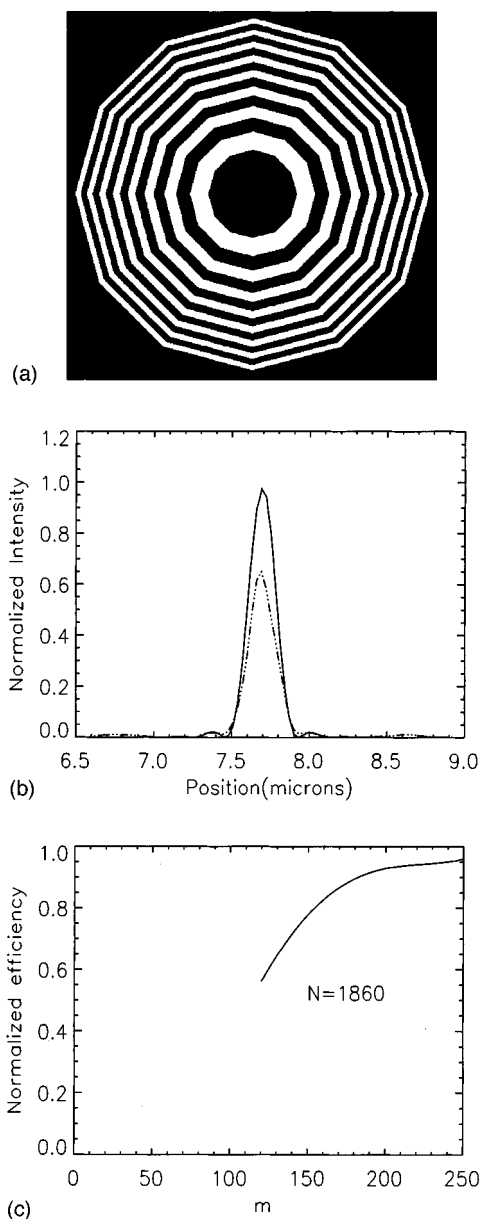 (a)
1.2
1.0
0.8
0.6
0.4
0.2
0.0
Normalized Intensity
6.5 7.0 7.5 8.0 8.5 9.0
Position(microns)
(b)
1.0
0.8
0.6
0.4
0.2
0.0
Normalized efficiency
N=1860
0 50 100 150 200 250
m
(c)